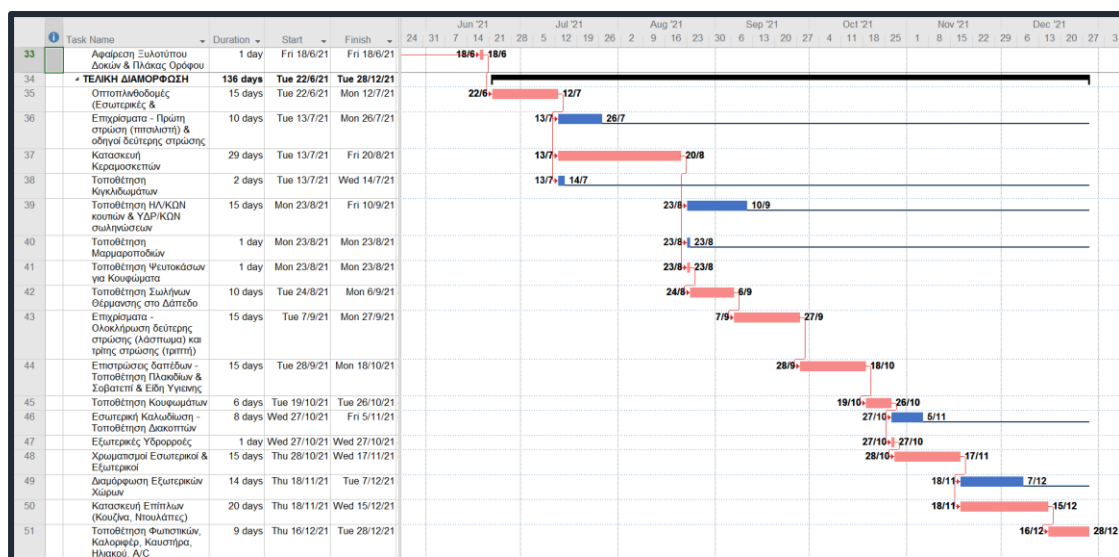 Jun '21 Jul '21 Aug '21 Sep '21 Oct '21 Nov '21 Dec '21
Task Name Duration Start Finish 24 31 7 14 21 28 5 12 19 26 2 9 16 23 30 6 13 20 27 4 11 18 25 1 8 15 22 29 6 13 20 27 3
33 Αφαίρεση Ξυλοτύπου 1 day Fri 18/6/21 Fri 18/6/21 18/6 18/6
Δοκών & Πλάκας Ορόφου
34 ΤΕΛΙΚΗ ΔΙΑΜΟΡΦΩΣΗ 136 days Tue 22/6/21 Tue 28/12/21
35 Οπτοπλινθοδομές 15 days Tue 22/6/21 Mon 12/7/21 22/6 12/7
(Εσωτερικές &
36 Επιχρίσματα - Πρώτη 10 days Tue 13/7/21 Mon 26/7/21 13/7 26/7
στρώση (πιτσιλιστή) &
οδηγοί δεύτερης στρώσης
37 Κατασκευή 29 days Tue 13/7/21 Fri 20/8/21 13/7 20/8
Κεραμοσκεπών
38 Τοποθέτηση 2 days Tue 13/7/21 Wed 14/7/21 13/7 14/7
Κιγκλιδωμάτων
39 Τοποθέτηση ΗΛ/ΚΩΝ 15 days Mon 23/8/21 Fri 10/9/21 23/8 10/9
κουτιών & ΥΔΡ/ΚΩΝ
σωληνώσεων
40 Τοποθέτηση 1 day Mon 23/8/21 Mon 23/8/21 23/8 23/8
Μαρμαροποδιών
41 Τοποθέτηση Ψευτοκάσων 1 day Mon 23/8/21 Mon 23/8/21 23/8 23/8
για Κουφώματα
42 Τοποθέτηση Σωλήνων 10 days Tue 24/8/21 Mon 6/9/21 24/8 6/9
Θέρμανσης στο Δάπεδο
43 Επιχρίσματα - 15 days Tue 7/9/21 Mon 27/9/21 7/9 27/9
Ολοκλήρωση δεύτερης
στρώσης (λάσπωμα) και
τρίτης στρώσης (τριπτή)
44 Επιστρώσεις δαπέδων - 15 days Tue 28/9/21 Mon 18/10/21 28/9 18/10
Τοποθέτηση Πλακιδίων &
Σοβατεπί & Είδη Υγιεινης
45 Τοποθέτηση Κουφωμάτων 6 days Tue 19/10/21 Tue 26/10/21 19/10 26/10
46 Εσωτερική Καλωδίωση - 8 days Wed 27/10/21 Fri 5/11/21 27/10 5/11
Τοποθέτηση Διακοπτών
47 Εξωτερικές Υδρορροές 1 day Wed 27/10/21 Wed 27/10/21 27/10 27/10
48 Χρωματισμοί Εσωτερικοί & 15 days Thu 28/10/21 Wed 17/11/21 28/10 17/11
Εξωτερικοί
49 Διαμόρφωση Εξωτερικών 14 days Thu 18/11/21 Tue 7/12/21 18/11 7/12
Χώρων
50 Κατασκευή Επίπλων 20 days Thu 18/11/21 Wed 15/12/21 18/11 15/12
(Κουζίνα, Ντουλάπες)
51 Τοποθέτηση Φωτιστικών, 9 days Thu 16/12/21 Tue 28/12/21 16/12 28/12
Καλοριφέρ, Καυστήρα,
Ηλιακού, A/C